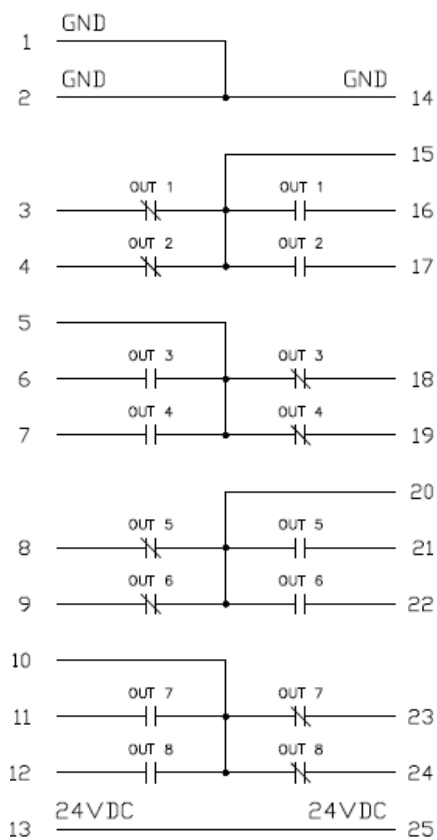 GND
1
GND GND
2 14
15
OUT 1 OUT 1
3 16
OUT 2 OUT 2
4 17
5
OUT 3 OUT 3
6 18
OUT 4 OUT 4
7 19
20
OUT 5 OUT 5
8 21
OUT 6 OUT 6
9 22
10
OUT 7 OUT 7
11 23
OUT 8 OUT 8
12 24
24VDC 24VDC
13 25